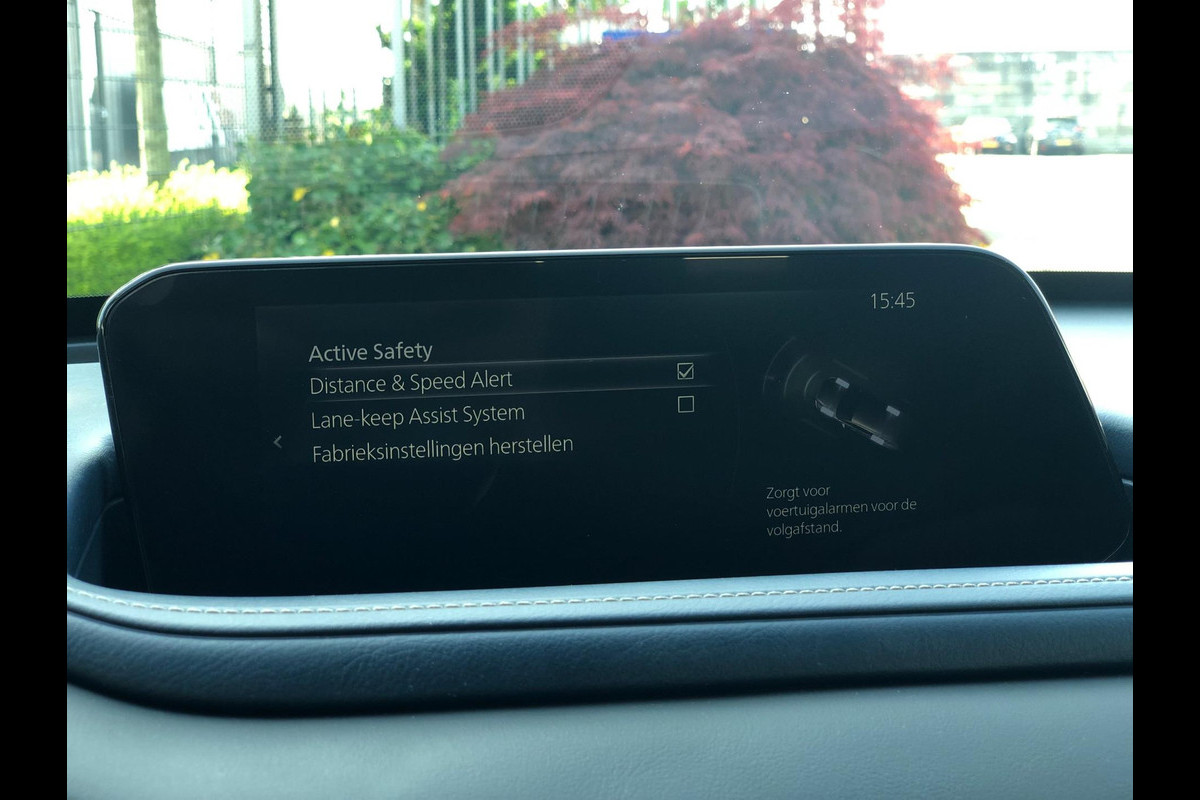 15:45
Active Safety
Distance & Speed Alert
Lane-keep Assist System
Fabrieksinstellingen herstellen
Zorgt voor
voertuigalarmen voor de
volgafstand.